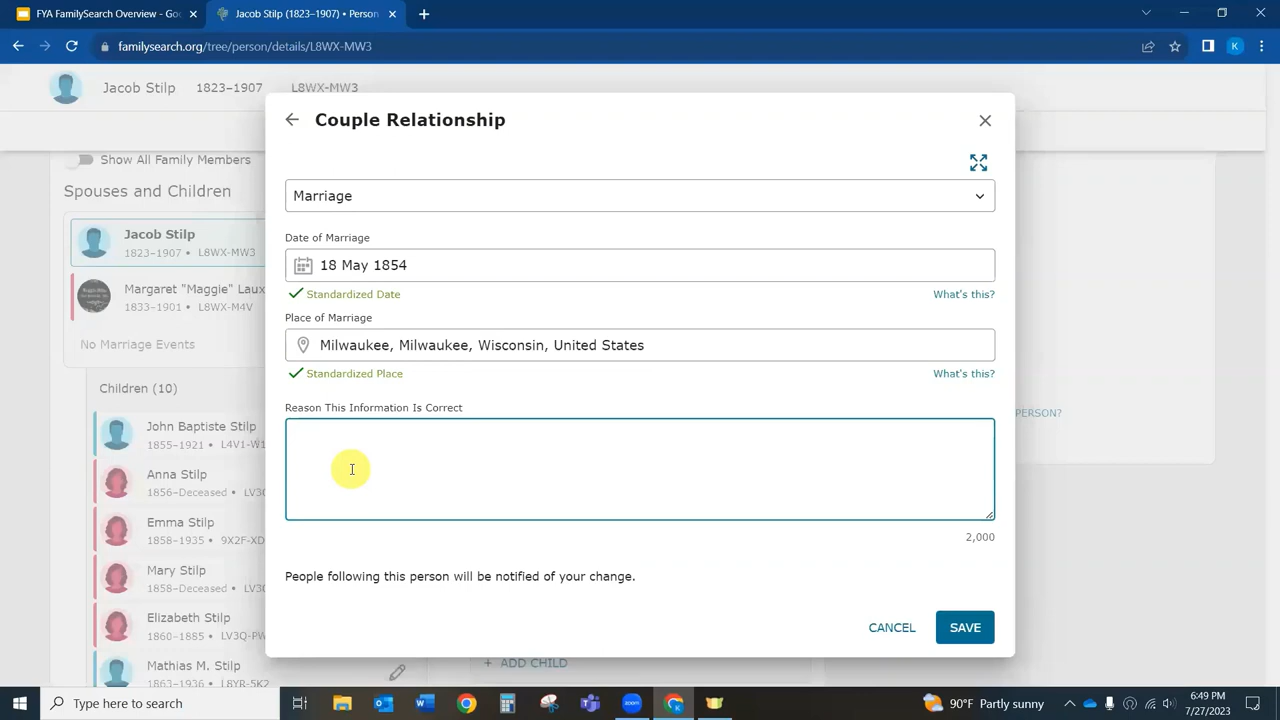 FYA FamilySearch Overview - Goo
Jacob Stilp (1823–1907) • Person
familysearch.org/tree/person/details/L8WX-MW3
K
Jacob Stilp 1823–1907 L8WX-MW3
Couple Relationship
Show All Family Members
Spouses and Children
Marriage
Jacob Stilp
1823–1907 • L8WX-MW3
Date of Marriage
18 May 1854
Standardized Date What's this?
Margaret "Maggie" Laux
1833–1901 • L8WX-M4V
Place of Marriage
Milwaukee, Milwaukee, Wisconsin, United States
No Marriage Events
Standardized Place What's this?
Children (10)
Reason This Information Is Correct
PERSON?
John Baptiste Stilp
1855–1921 • L4V1-W1
Anna Stilp
1856–Deceased • LV3Q
Emma Stilp
1858–1935 • 9X2F-XD
2,000
Mary Stilp
1858–Deceased • LV3Q
People following this person will be notified of your change.
Elizabeth Stilp
1860–1885 • LV3Q-PW
CANCEL SAVE
Mathias M. Stilp
1863–1936 • L8YR-5K2
+ ADD CHILD
Type here to search
zoom
K
90°F Partly sunny
6:49 PM
7/27/2023